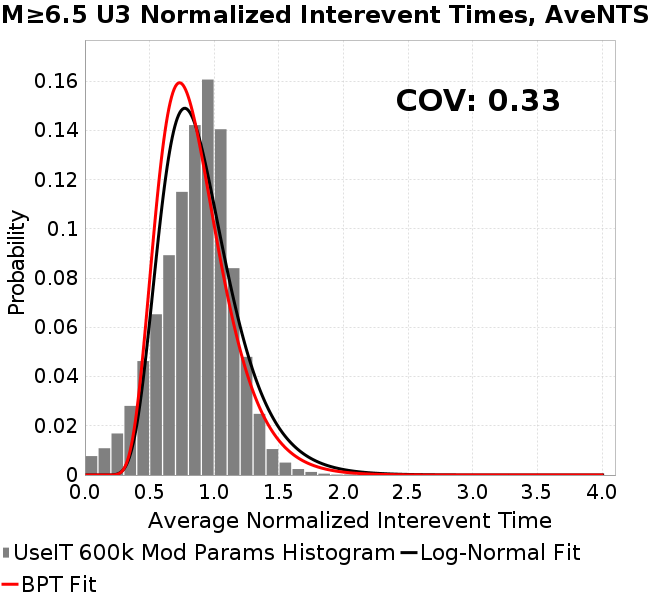 M≥6.5 U3 Normalized Interevent Times, AveNTS
COV: 0.33
0.16
0.14
0.12
0.1
0.08
0.06
0.04
0.02
0
Probability
0.0 0.5 1.0 1.5 2.0 2.5 3.0 3.5 4.0
Average Normalized Interevent Time
UseIT 600k Mod Params Histogram Log-Normal Fit
BPT Fit